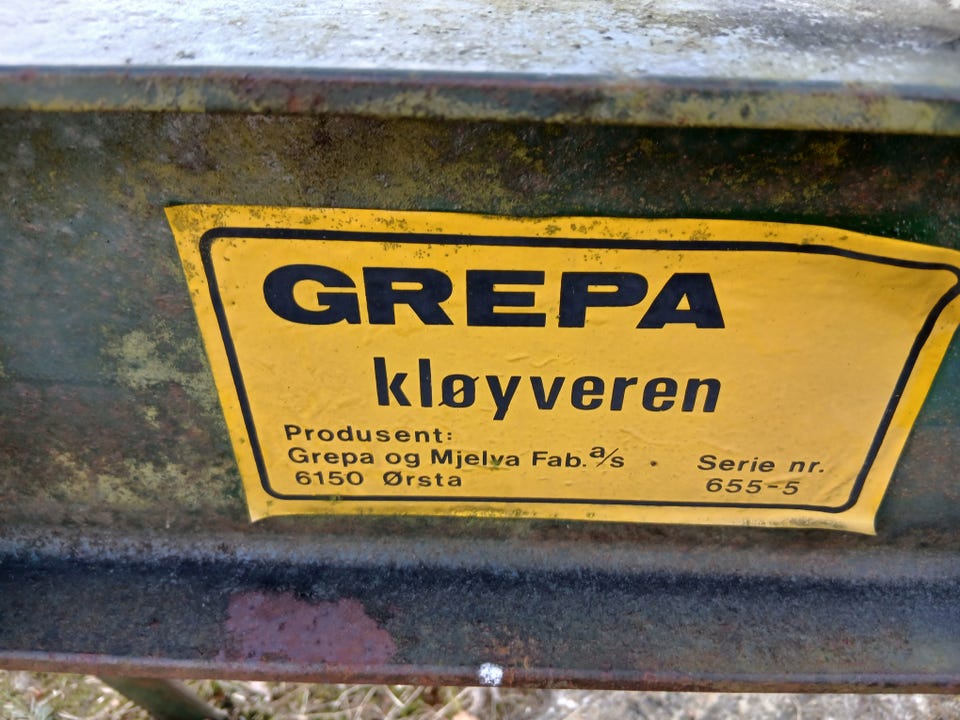 GREPA
kløyveren
Produsent:
Grepa og Mjelva Fab. a/s
6150 Ørsta
Serie nr.
655-5